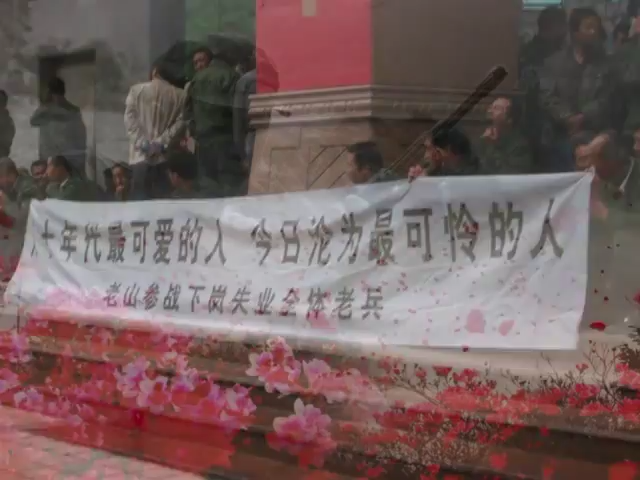 十年代最可爱的人 今日沦为最可怜的人
老山参战下岗失业全体老兵